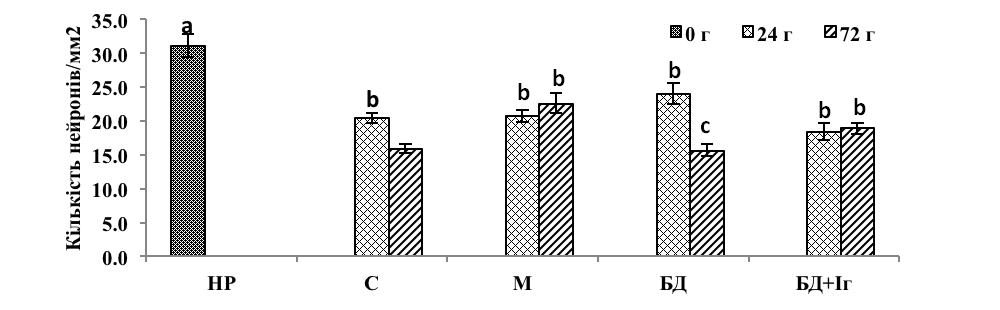 Кількість нейронів/мм2
35.0
30.0
25.0
20.0
15.0
10.0
5.0
0.0
0 г 24 г 72 г
a
b
b b
b
c
b b
НР С М БД БД+Іг